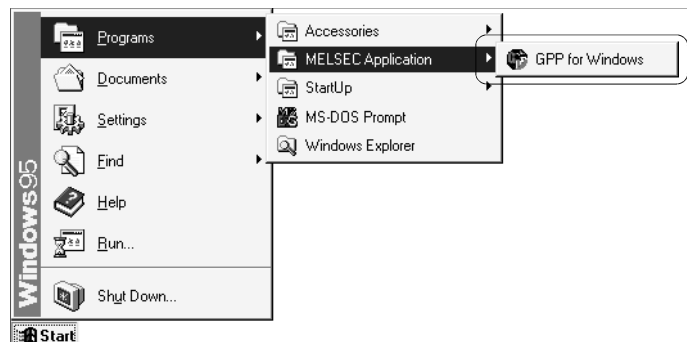 Programs
Documents
Settings
Find
Help
Run...
Shut Down...
Windows95
Start
Accessories
MELSEC Application
StartUp
MS-DOS Prompt
Windows Explorer
GPP for Windows